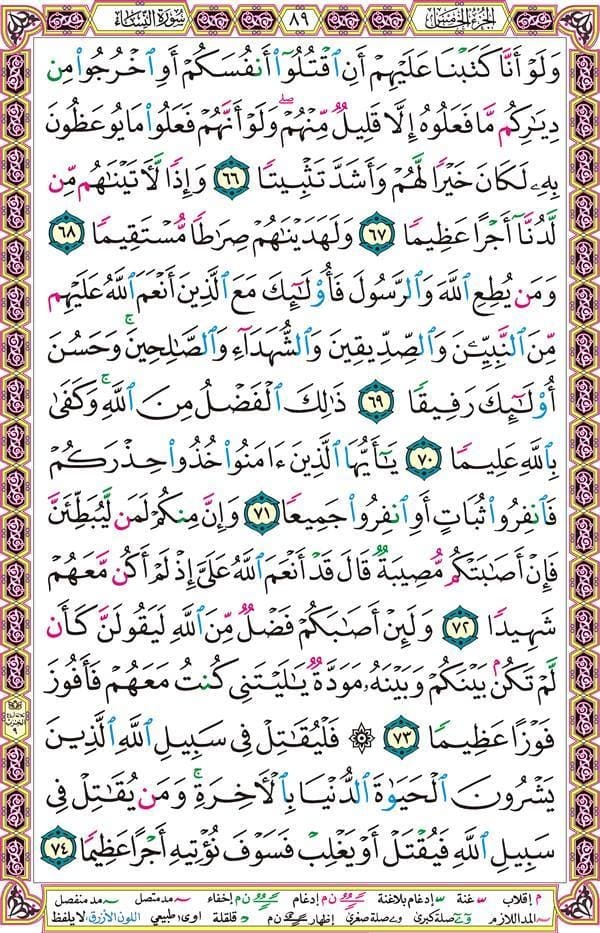 الجزء الخامس ٨٩ سورة النساء
وَلَوْ أَنَّا كَتَبْنَا عَلَيْهِمْ أَنِ ٱقْتُلُوٓا۟ أَنفُسَكُمْ أَوِ ٱخْرُجُوا۟ مِن
دِيَٰرِكُم مَّا فَعَلُوهُ إِلَّا قَلِيلٌ مِّنْهُمْ ۖ وَلَوْ أَنَّهُمْ فَعَلُوا۟ مَا يُوعَظُونَ
بِهِۦ لَكَانَ خَيْرًا لَّهُمْ وَأَشَدَّ تَثْبِيتًا ٦٦ وَإِذًا لَّـَٔاتَيْنَٰهُم مِّن
لَّدُنَّآ أَجْرًا عَظِيمًا ٦٧ وَلَهَدَيْنَٰهُمْ صِرَٰطًا مُّسْتَقِيمًا ٦٨
وَمَن يُطِعِ ٱللَّهَ وَٱلرَّسُولَ فَأُو۟لَٰٓئِكَ مَعَ ٱلَّذِينَ أَنْعَمَ ٱللَّهُ عَلَيْهِم
مِّنَ ٱلنَّبِيِّـۧنَ وَٱلصِّدِّيقِينَ وَٱلشُّهَدَآءِ وَٱلصَّٰلِحِينَ ۚ وَحَسُنَ
أُو۟لَٰٓئِكَ رَفِيقًا ٦٩ ذَٰلِكَ ٱلْفَضْلُ مِنَ ٱللَّهِ ۚ وَكَفَىٰ
بِٱللَّهِ عَلِيمًا ٧٠ يَٰٓأَيُّهَا ٱلَّذِينَ ءَامَنُوا۟ خُذُوا۟ حِذْرَكُمْ
فَٱنفِرُوا۟ ثُبَاتٍ أَوِ ٱنفِرُوا۟ جَمِيعًا ٧١ وَإِنَّ مِنكُمْ لَمَن لَّيُبَطِّئَنَّ
فَإِنْ أَصَٰبَتْكُم مُّصِيبَةٌ قَالَ قَدْ أَنْعَمَ ٱللَّهُ عَلَىَّ إِذْ لَمْ أَكُن مَّعَهُمْ
شَهِيدًا ٧٢ وَلَئِنْ أَصَٰبَكُمْ فَضْلٌ مِّنَ ٱللَّهِ لَيَقُولَنَّ كَأَن
لَّمْ تَكُنۢ بَيْنَكُمْ وَبَيْنَهُۥ مَوَدَّةٌ يَٰلَيْتَنِى كُنتُ مَعَهُمْ فَأَفُوزَ
فَوْزًا عَظِيمًا ٧٣ ۞ فَلْيُقَٰتِلْ فِى سَبِيلِ ٱللَّهِ ٱلَّذِينَ
يَشْرُونَ ٱلْحَيَوٰةَ ٱلدُّنْيَا بِٱلْـَٔاخِرَةِ ۚ وَمَن يُقَٰتِلْ فِى
سَبِيلِ ٱللَّهِ فَيُقْتَلْ أَوْ يَغْلِبْ فَسَوْفَ نُؤْتِيهِ أَجْرًا عَظِيمًا ٧٤
م إقلاب غنة إدغام بلاغنة ن م إدغام ن م إخفاء مد متصل مد منفصل
المد اللازم صلة كبرى صلة صغرى إظهار ن م قلقلة اوى طبيعي اللون الأزرق لا يلفظ